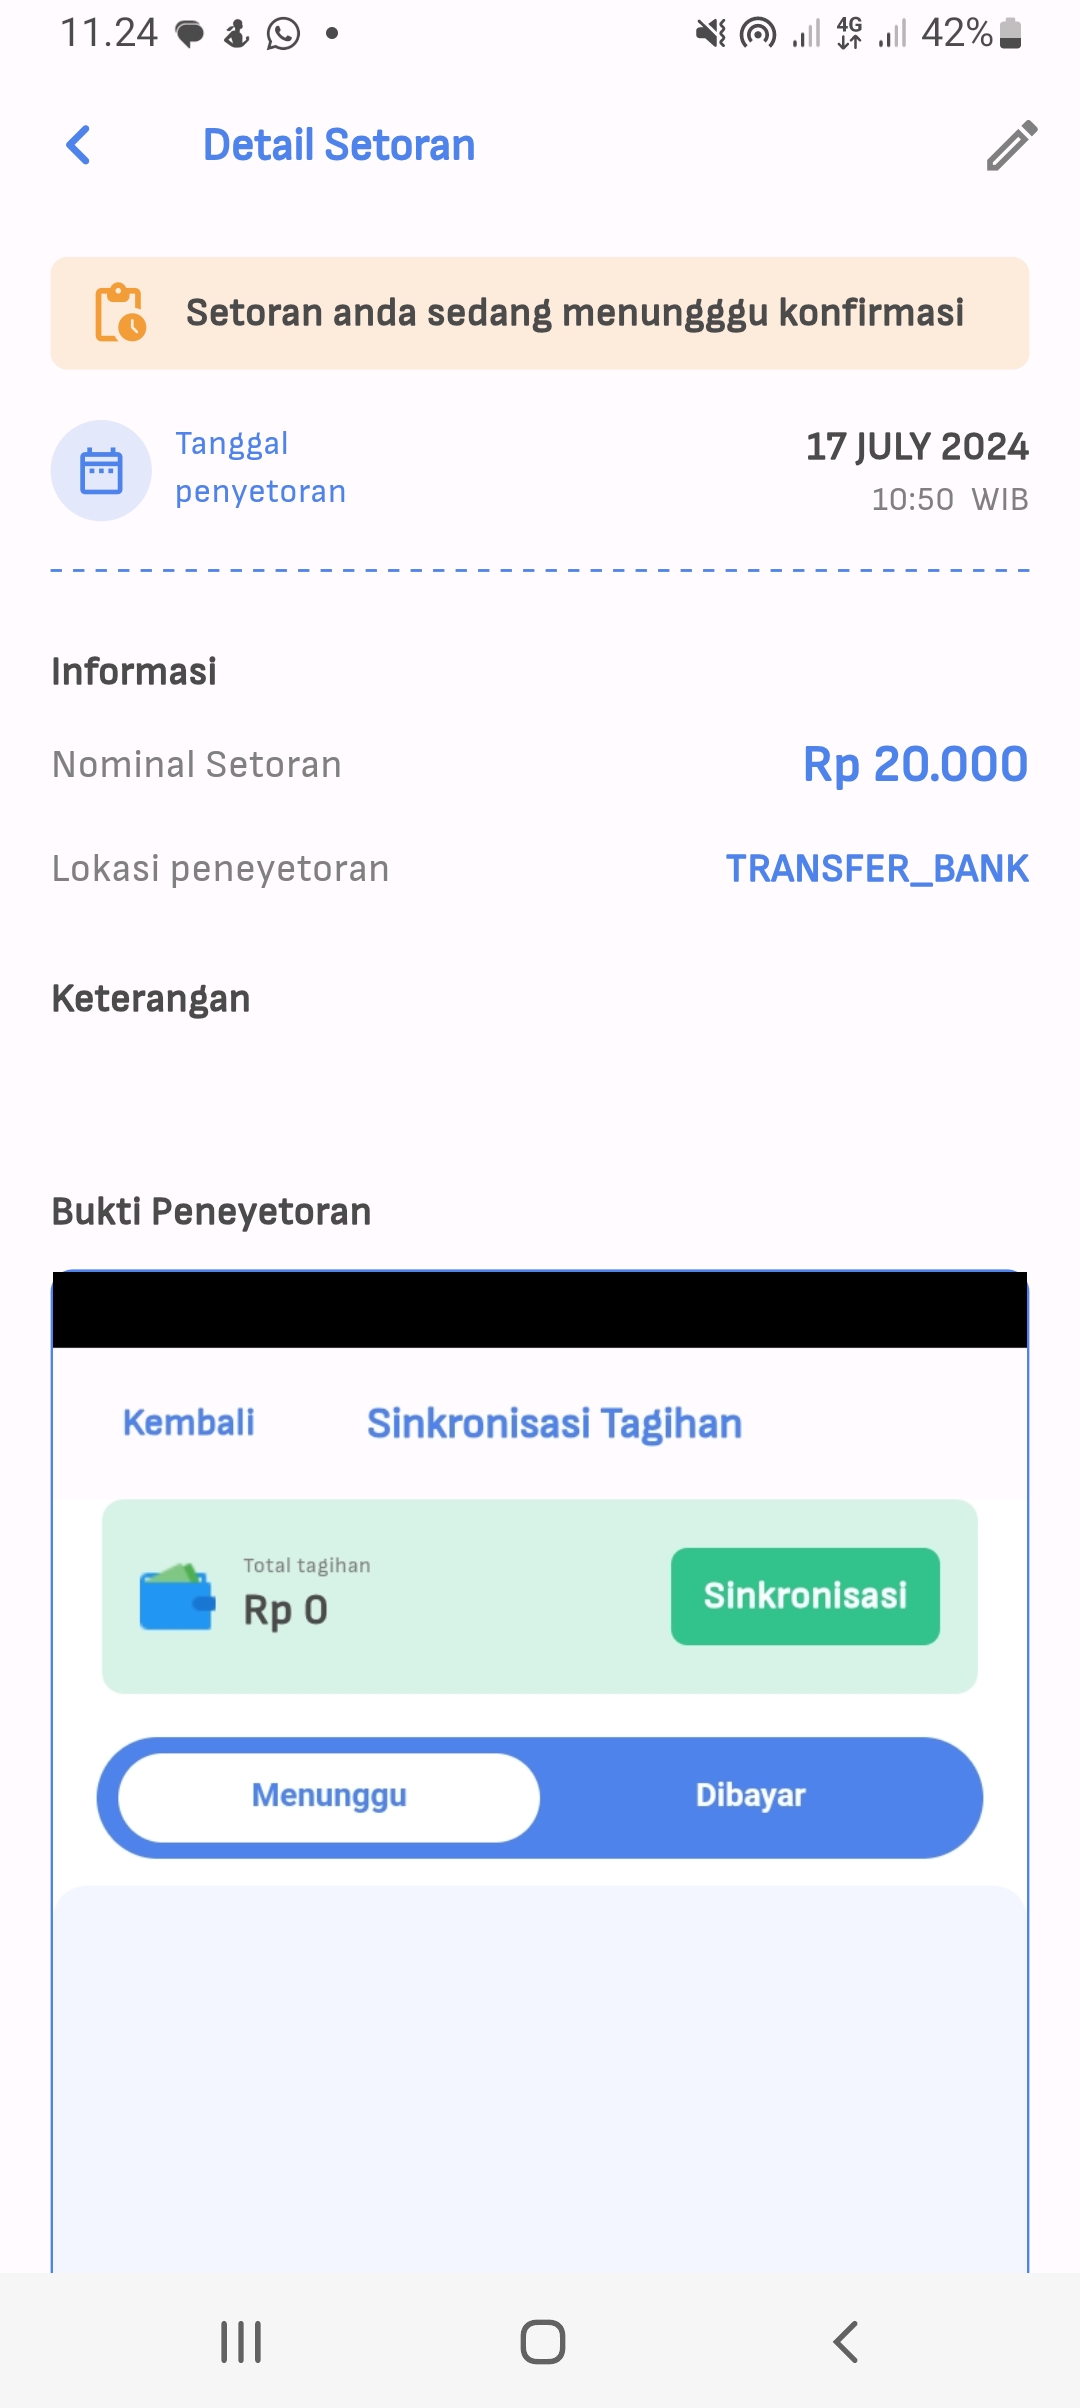 11.24
4G
42%
Detail Setoran
Setoran anda sedang menungggu konfirmasi
Tanggal
penyetoran
17 JULY 2024
10:50 WIB
Informasi
Nominal Setoran
Rp 20.000
Lokasi peneyetoran
TRANSFER_BANK
Keterangan
Bukti Peneyetoran
Kembali
Sinkronisasi Tagihan
Total tagihan
Rp 0
Sinkronisasi
Menunggu
Dibayar